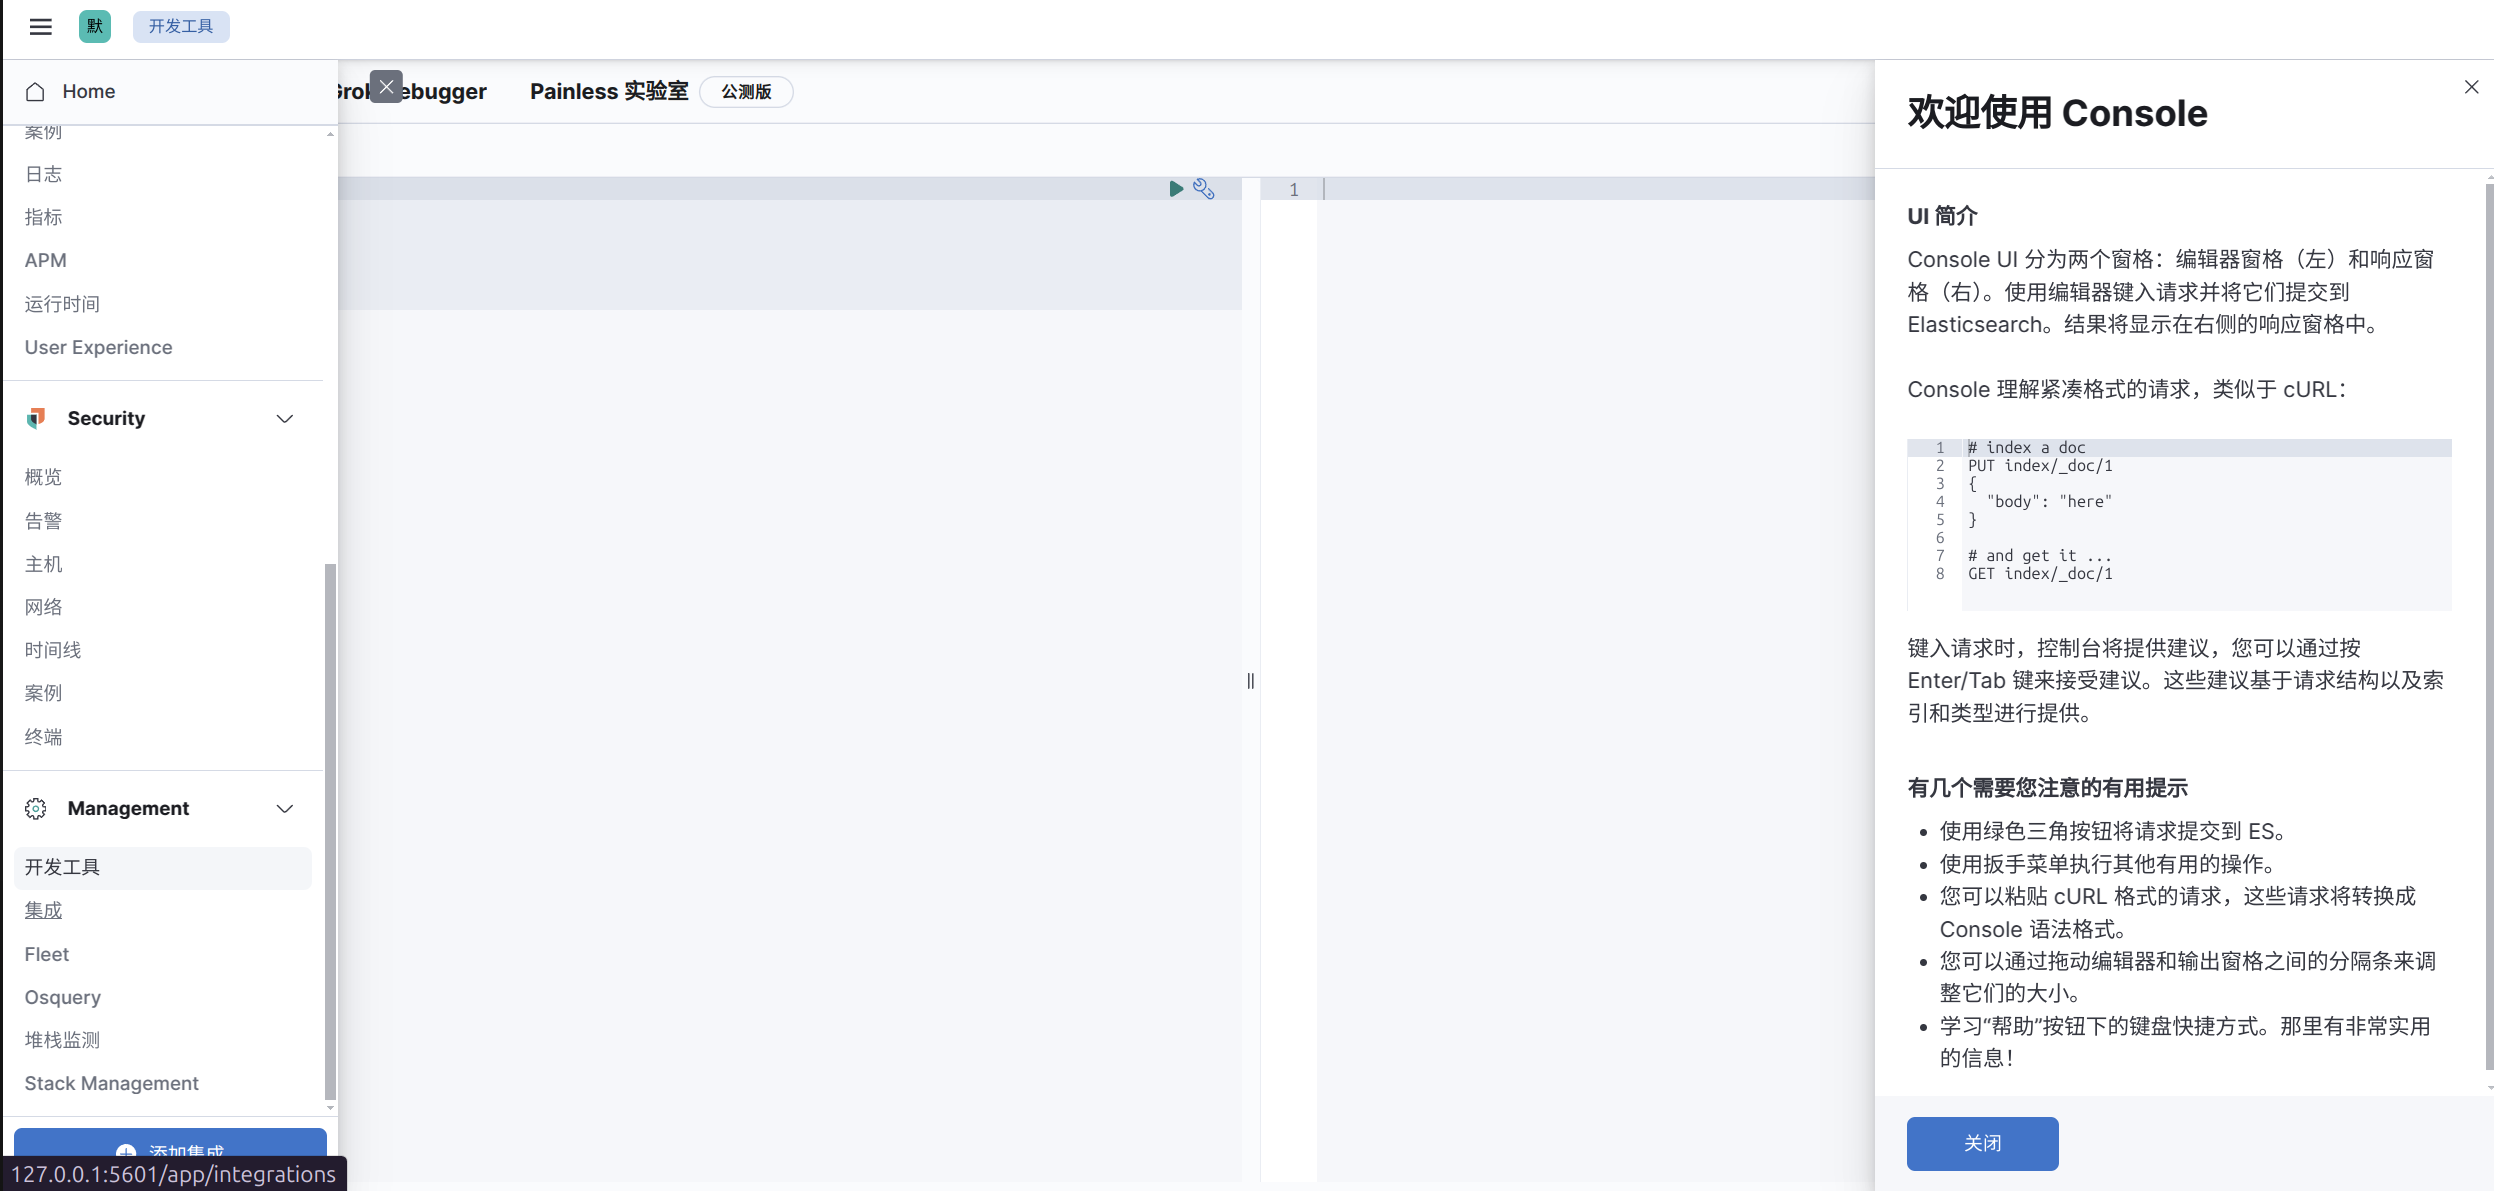 默
开发工具
Home
案例
日志
指标
APM
运行时间
User Experience
Security
概览
告警
主机
网络
时间线
案例
终端
Management
开发工具
集成
Fleet
Osquery
堆栈监测
Stack Management
添加集成
127.0.0.1:5601/app/integrations
Painless 实验室
公测版
1
欢迎使用 Console
UI 简介
Console UI 分为两个窗格：编辑器窗格（左）和响应窗
格（右）。使用编辑器键入请求并将它们提交到
Elasticsearch。结果将显示在右侧的响应窗格中。
Console 理解紧凑格式的请求，类似于 cURL：
1 # index a doc
2 PUT index/_doc/1
3 {
4 "body": "here"
5 }
6
7 # and get it ...
8 GET index/_doc/1
键入请求时，控制台将提供建议，您可以通过按
Enter/Tab 键来接受建议。这些建议基于请求结构以及索
引和类型进行提供。
有几个需要您注意的有用提示
• 使用绿色三角按钮将请求提交到 ES。
• 使用扳手菜单执行其他有用的操作。
• 您可以粘贴 cURL 格式的请求，这些请求将转换成
Console 语法格式。
• 您可以通过拖动编辑器和输出窗格之间的分隔条来调
整它们的大小。
• 学习“帮助”按钮下的键盘快捷方式。那里有非常实用
的信息！
关闭